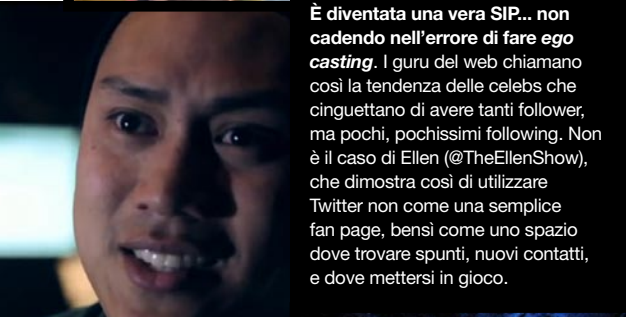 È diventata una vera SIP... non
cadendo nell'errore di fare ego
casting. I guru del web chiamano
così la tendenza delle celebs che
cinguettano di avere tanti follower,
ma pochi, pochissimi following. Non
è il caso di Ellen (@TheEllenShow),
che dimostra così di utilizzare
Twitter non come una semplice
fan page, bensì come uno spazio
dove trovare spunti, nuovi contatti,
e dove mettersi in gioco.